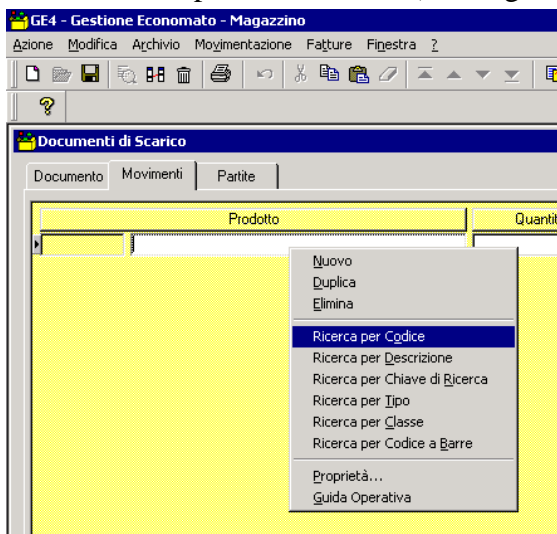 GE4 - Gestione Economato - Magazzino
Azione Modifica Archivio Movimentazione Fatture Finestra ?
Documenti di Scarico
Documento Movimenti Partite
Prodotto Quantit
Nuovo
Duplica
Elimina
Ricerca per Codice
Ricerca per Descrizione
Ricerca per Chiave di Ricerca
Ricerca per Tipo
Ricerca per Classe
Ricerca per Codice a Barre
Proprietà...
Guida Operativa